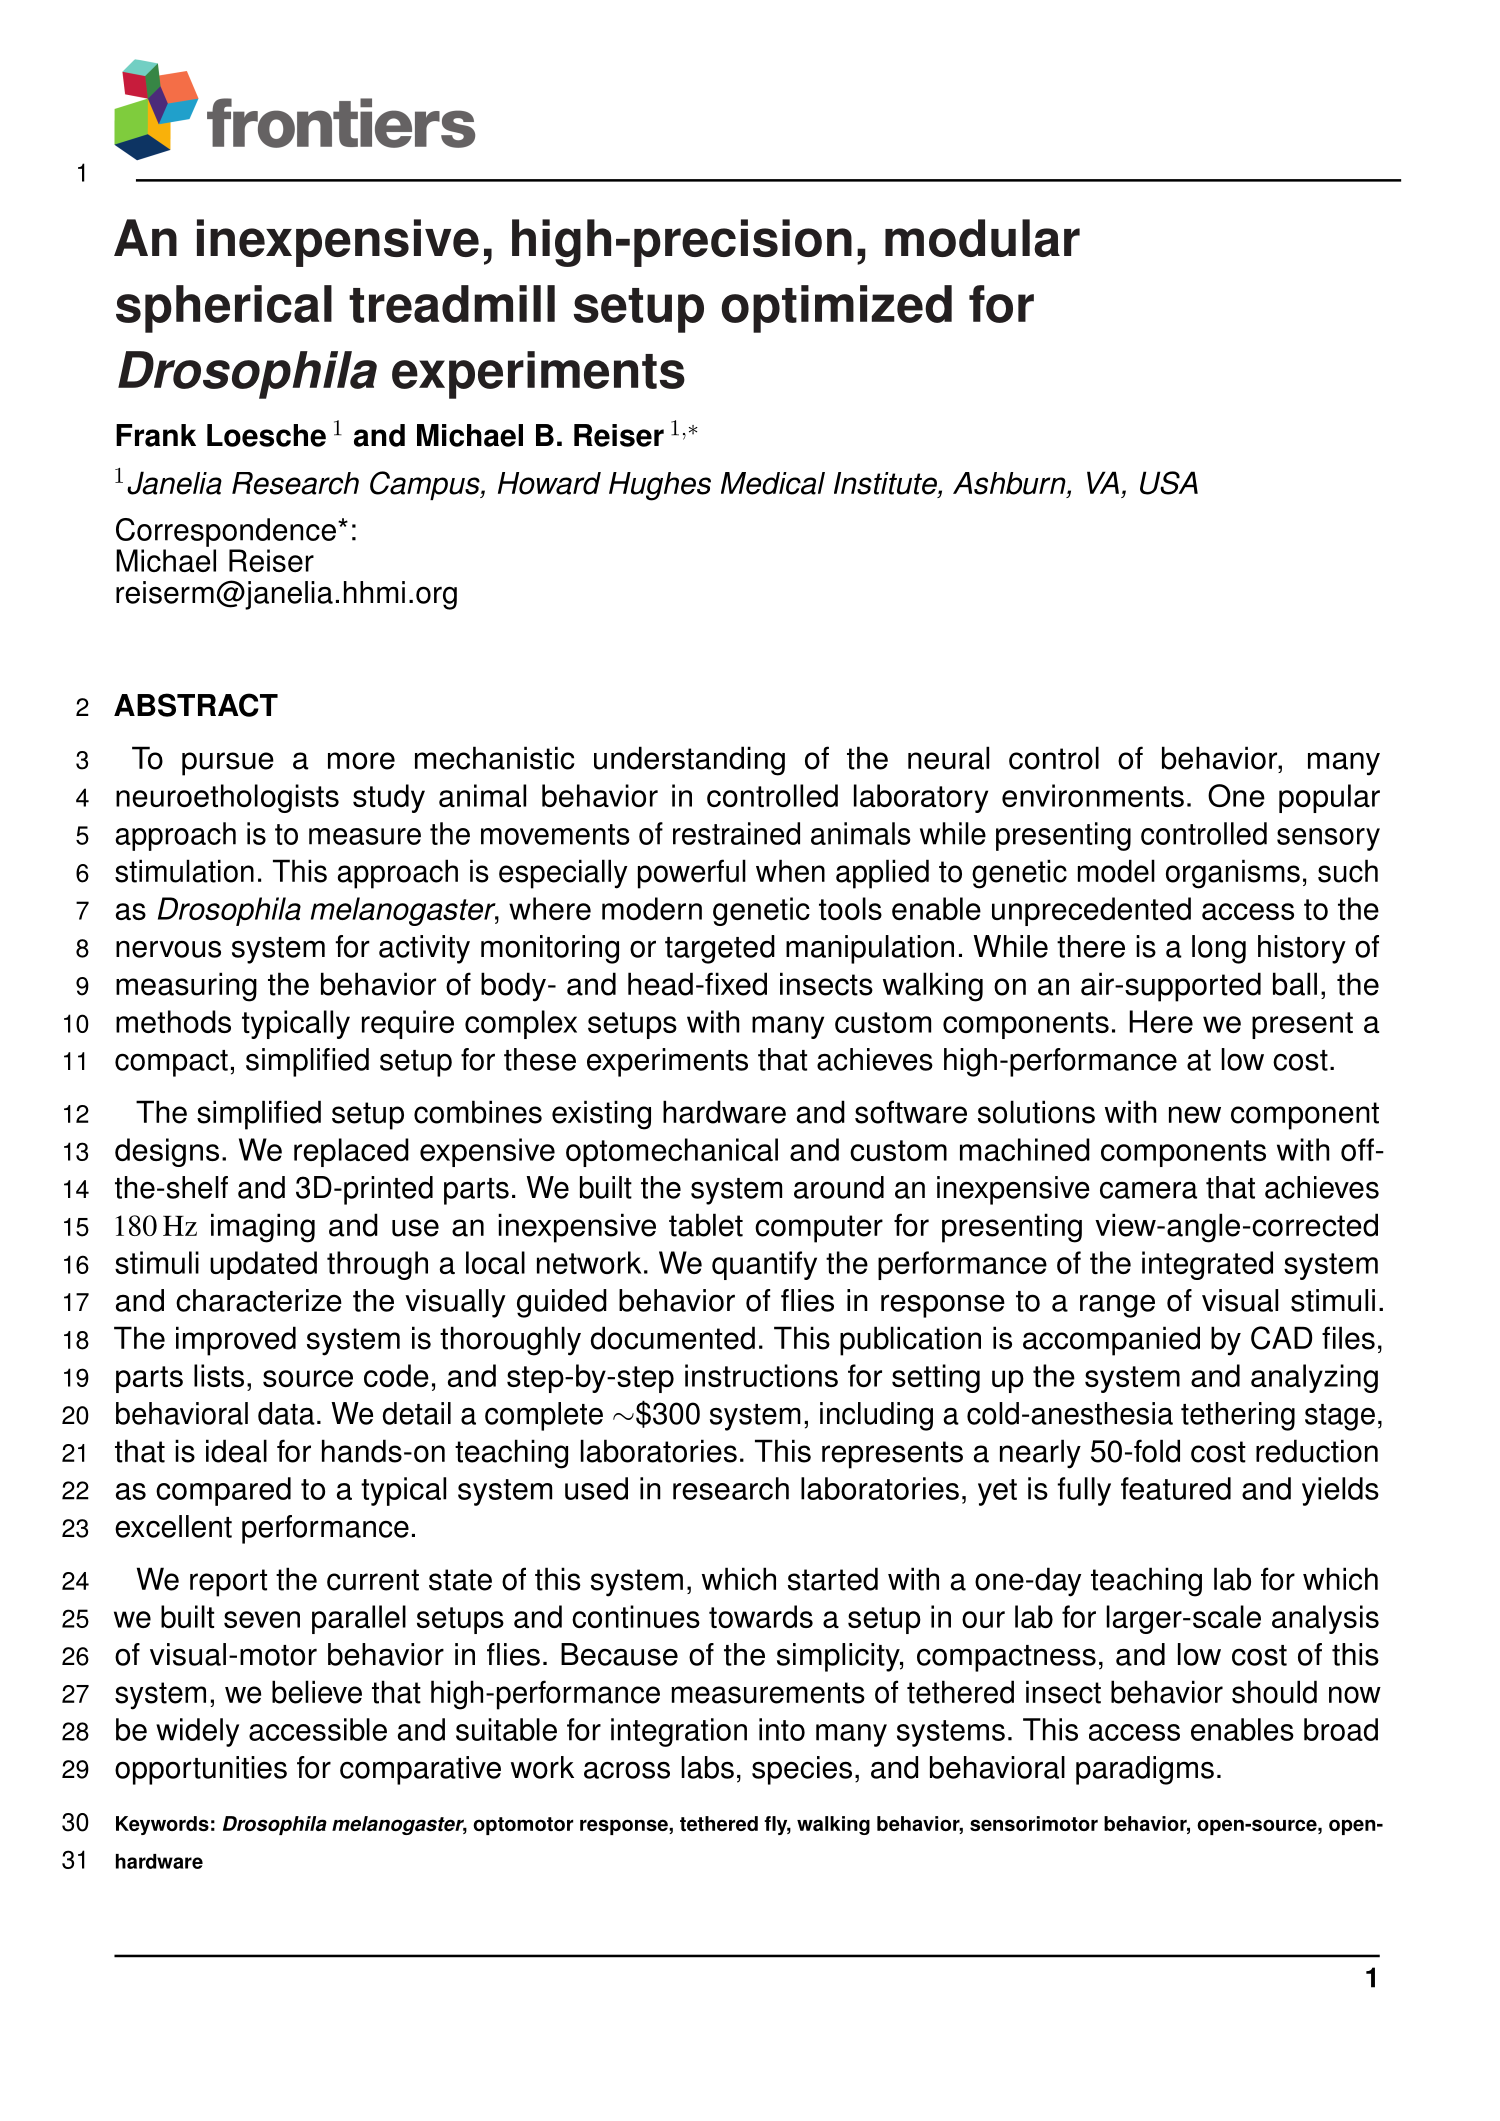 frontiers
1
An inexpensive, high-precision, modular
spherical treadmill setup optimized for
Drosophila experiments
Frank Loesche 1 and Michael B. Reiser 1,∗
1Janelia Research Campus, Howard Hughes Medical Institute, Ashburn, VA, USA
Correspondence*:
Michael Reiser
reiserm@janelia.hhmi.org
2 ABSTRACT
3 To pursue a more mechanistic understanding of the neural control of behavior, many
4 neuroethologists study animal behavior in controlled laboratory environments. One popular
5 approach is to measure the movements of restrained animals while presenting controlled sensory
6 stimulation. This approach is especially powerful when applied to genetic model organisms, such
7 as Drosophila melanogaster, where modern genetic tools enable unprecedented access to the
8 nervous system for activity monitoring or targeted manipulation. While there is a long history of
9 measuring the behavior of body- and head-fixed insects walking on an air-supported ball, the
10 methods typically require complex setups with many custom components. Here we present a
11 compact, simplified setup for these experiments that achieves high-performance at low cost.
12 The simplified setup combines existing hardware and software solutions with new component
13 designs. We replaced expensive optomechanical and custom machined components with off-
14 the-shelf and 3D-printed parts. We built the system around an inexpensive camera that achieves
15 180 Hz imaging and use an inexpensive tablet computer for presenting view-angle-corrected
16 stimuli updated through a local network. We quantify the performance of the integrated system
17 and characterize the visually guided behavior of flies in response to a range of visual stimuli.
18 The improved system is thoroughly documented. This publication is accompanied by CAD files,
19 parts lists, source code, and step-by-step instructions for setting up the system and analyzing
20 behavioral data. We detail a complete ∼$300 system, including a cold-anesthesia tethering stage,
21 that is ideal for hands-on teaching laboratories. This represents a nearly 50-fold cost reduction
22 as compared to a typical system used in research laboratories, yet is fully featured and yields
23 excellent performance.
24 We report the current state of this system, which started with a one-day teaching lab for which
25 we built seven parallel setups and continues towards a setup in our lab for larger-scale analysis
26 of visual-motor behavior in flies. Because of the simplicity, compactness, and low cost of this
27 system, we believe that high-performance measurements of tethered insect behavior should now
28 be widely accessible and suitable for integration into many systems. This access enables broad
29 opportunities for comparative work across labs, species, and behavioral paradigms.
30 Keywords: Drosophila melanogaster, optomotor response, tethered fly, walking behavior, sensorimotor behavior, open-source, open-
31 hardware
1